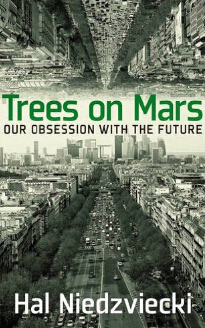 Trees on Mars
OUR OBSESSION WITH THE FUTURE
Hal Niedzviecki